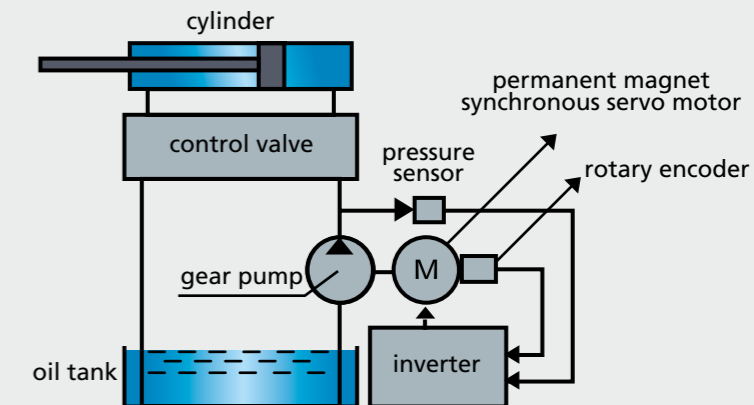 cylinder
permanent magnet
synchronous servo motor
control valve
pressure
sensor
rotary encoder
gear pump
M
oil tank
inverter